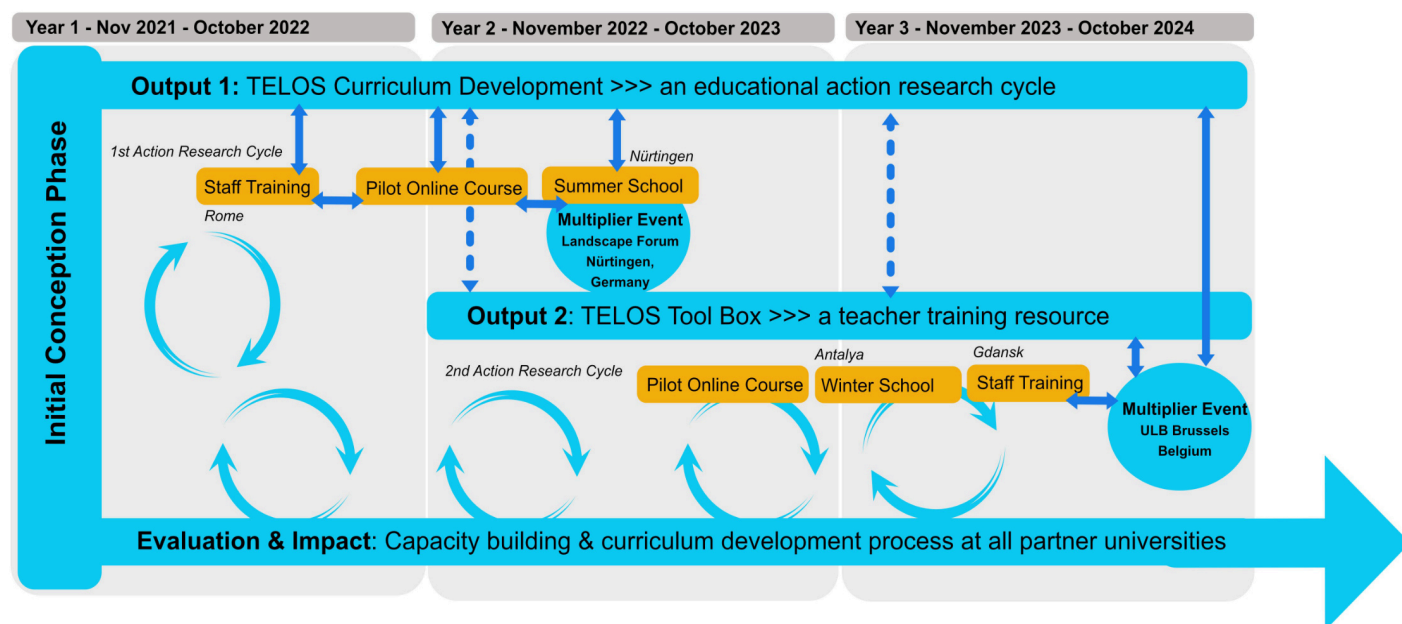 Year 1 - Nov 2021 - October 2022
Year 2 - November 2022 - October 2023
Year 3 - November 2023 - October 2024
Initial Conception Phase
Output 1: TELOS Curriculum Development >>> an educational action research cycle
1st Action Research Cycle
Nürtingen
Staff Training
Pilot Online Course
Summer School
Rome
Multiplier Event
Landscape Forum
Nürtingen,
Germany
Output 2: TELOS Tool Box >>> a teacher training resource
2nd Action Research Cycle
Antalya
Gdansk
Pilot Online Course
Winter School
Staff Training
Multiplier Event
ULB Brussels
Belgium
Evaluation & Impact: Capacity building & curriculum development process at all partner universities